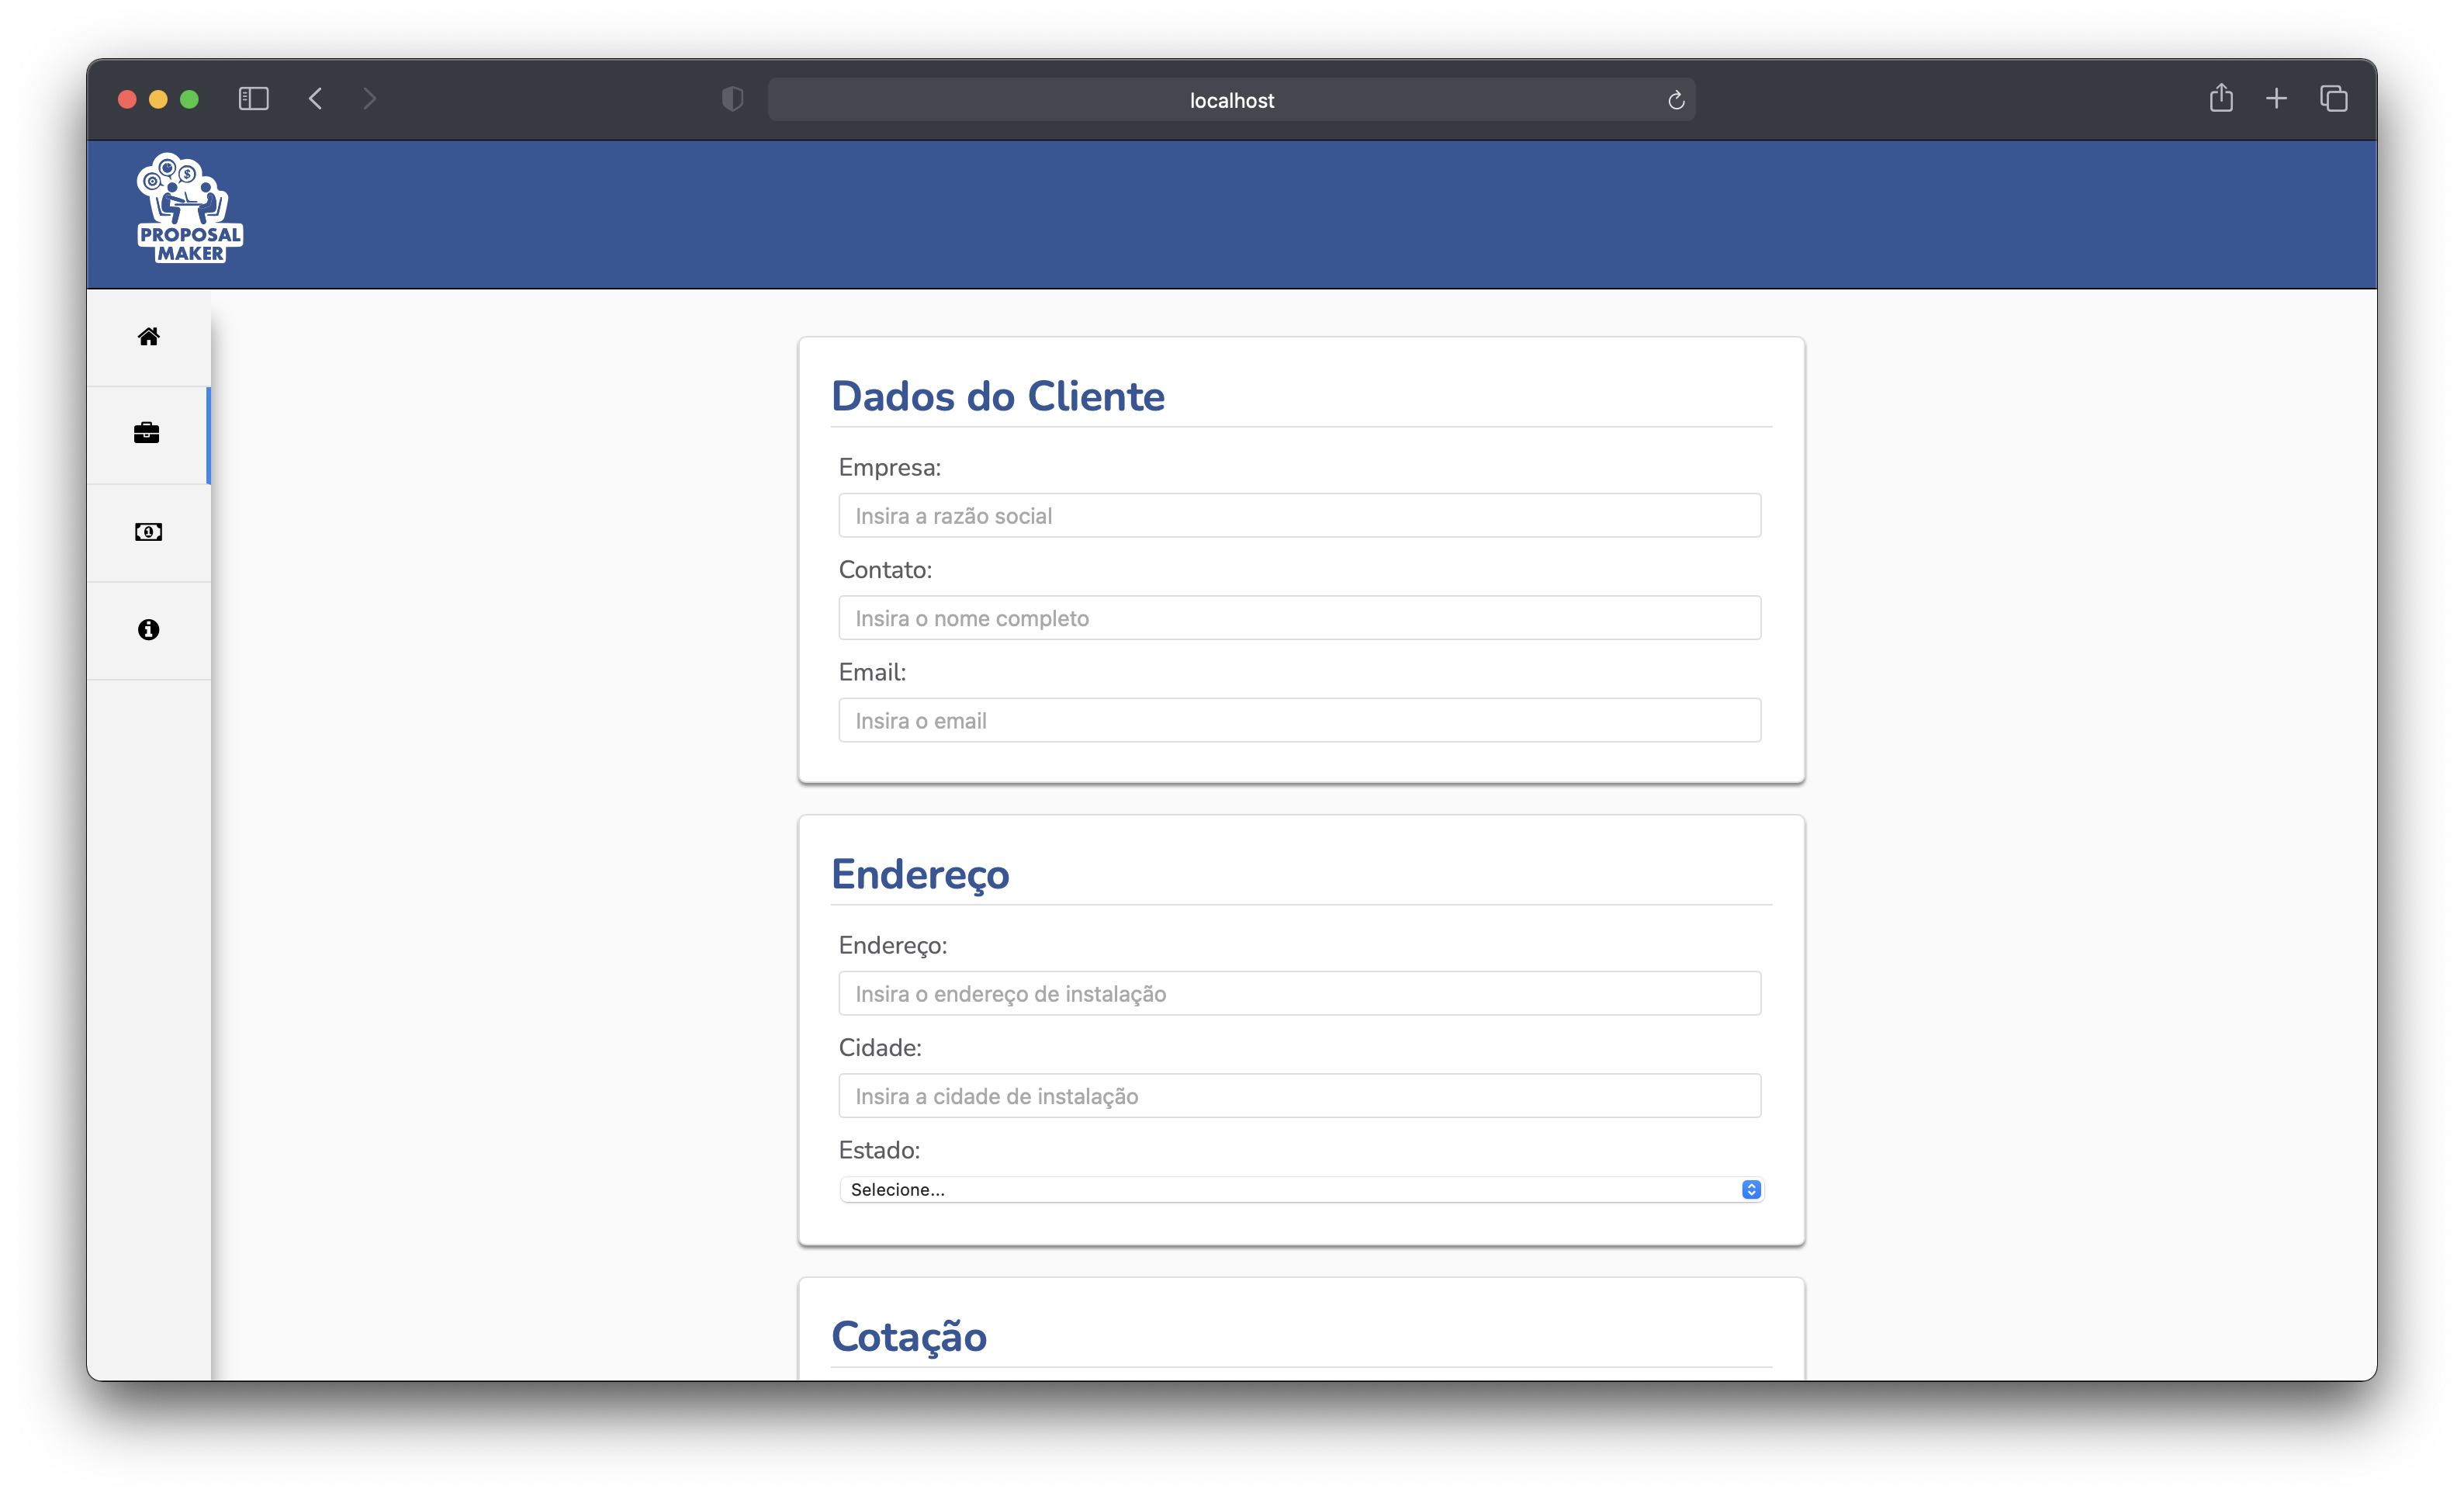 localhost
PROPOSAL
MAKER
Dados do Cliente
Empresa:
Insira a razão social
Contato:
Insira o nome completo
Email:
Insira o email
Endereço
Endereço:
Insira o endereço de instalação
Cidade:
Insira a cidade de instalação
Estado:
Selecione...
Cotação